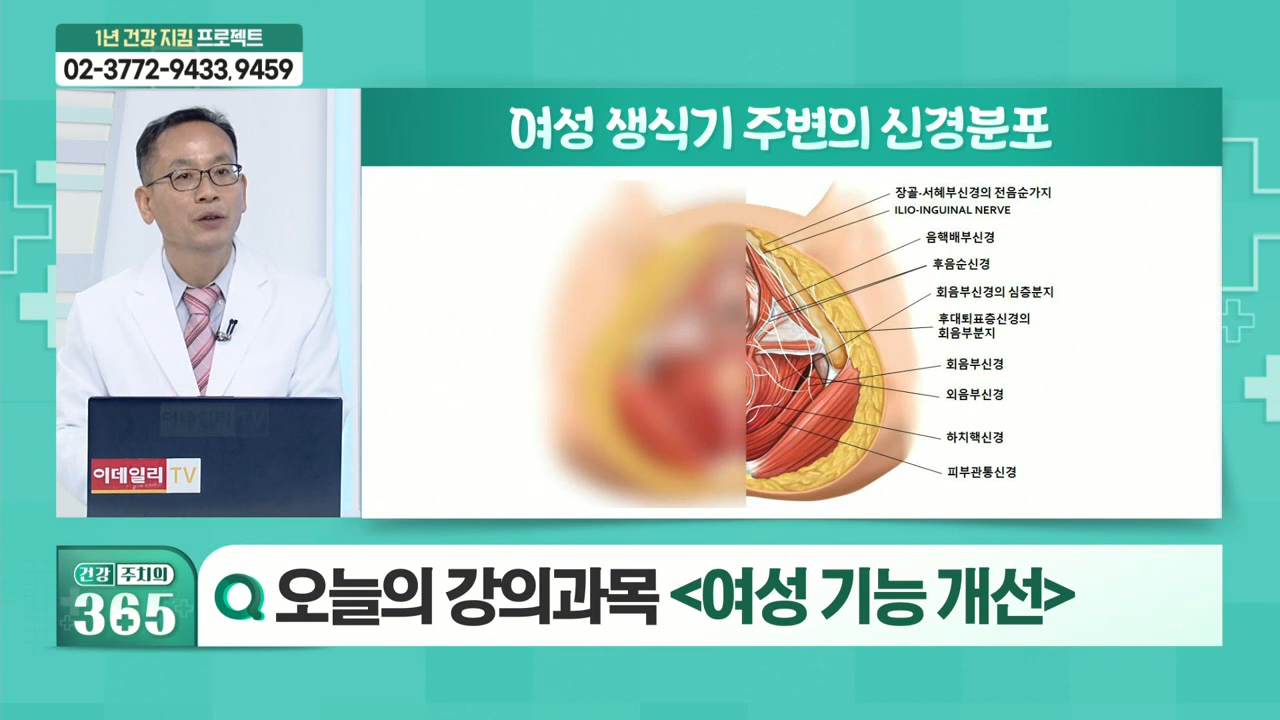 1년 건강 지킴 프로젝트
02-3772-9433, 9459
여성 생식기 주변의 신경분포
장골·서혜부신경의 전음순가지
ILIO-INGUINAL NERVE
음핵배부신경
후음순신경
회음부신경의 심층분지
후대퇴표층신경의
회음부분지
회음부신경
외음부신경
하치핵신경
피부관통신경
이데일리 TV
이데일리 TV
건강 주치의
365
오늘의 강의과목 <여성 기능 개선>